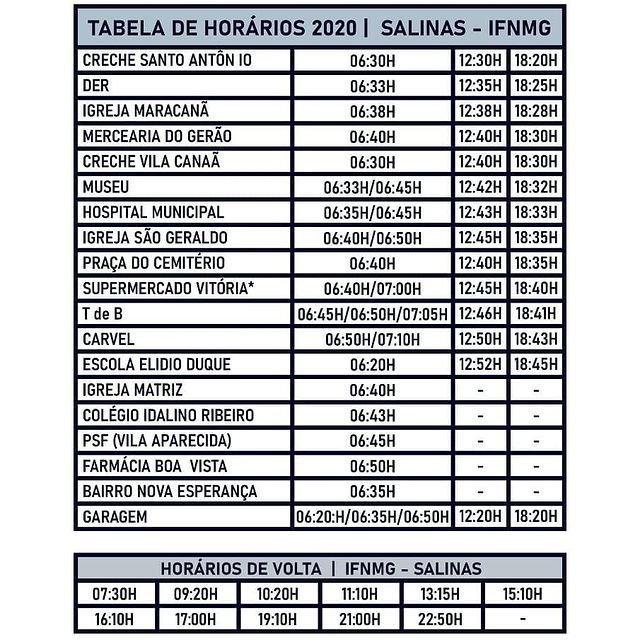 TABELA DE HORÁRIOS 2020 | SALINAS - IFNMG
CRECHE SANTO ANTÔN IO 06:30H 12:30H 18:20H
DER 06:33H 12:35H 18:25H
IGREJA MARACANÃ 06:38H 12:38H 18:28H
MERCEARIA DO GERÃO 06:40H 12:40H 18:30H
CRECHE VILA CANAÃ 06:30H 12:40H 18:30H
MUSEU 06:33H/06:45H 12:42H 18:32H
HOSPITAL MUNICIPAL 06:35H/06:45H 12:43H 18:33H
IGREJA SÃO GERALDO 06:40H/06:50H 12:45H 18:35H
PRAÇA DO CEMITÉRIO 06:40H 12:40H 18:35H
SUPERMERCADO VITÓRIA* 06:40H/07:00H 12:45H 18:40H
T de B 06:45H/06:50H/07:05H 12:46H 18:41H
CARVEL 06:50H/07:10H 12:50H 18:43H
ESCOLA ELIDIO DUQUE 06:20H 12:52H 18:45H
IGREJA MATRIZ 06:40H - -
COLÉGIO IDALINO RIBEIRO 06:43H - -
PSF (VILA APARECIDA) 06:45H - -
FARMÁCIA BOA VISTA 06:50H - -
BAIRRO NOVA ESPERANÇA 06:35H - -
GARAGEM 06:20:H/06:35H/06:50H 12:20H 18:20H
HORÁRIOS DE VOLTA | IFNMG - SALINAS
07:30H 09:20H 10:20H 11:10H 13:15H 15:10H
16:10H 17:00H 19:10H 21:00H 22:50H -